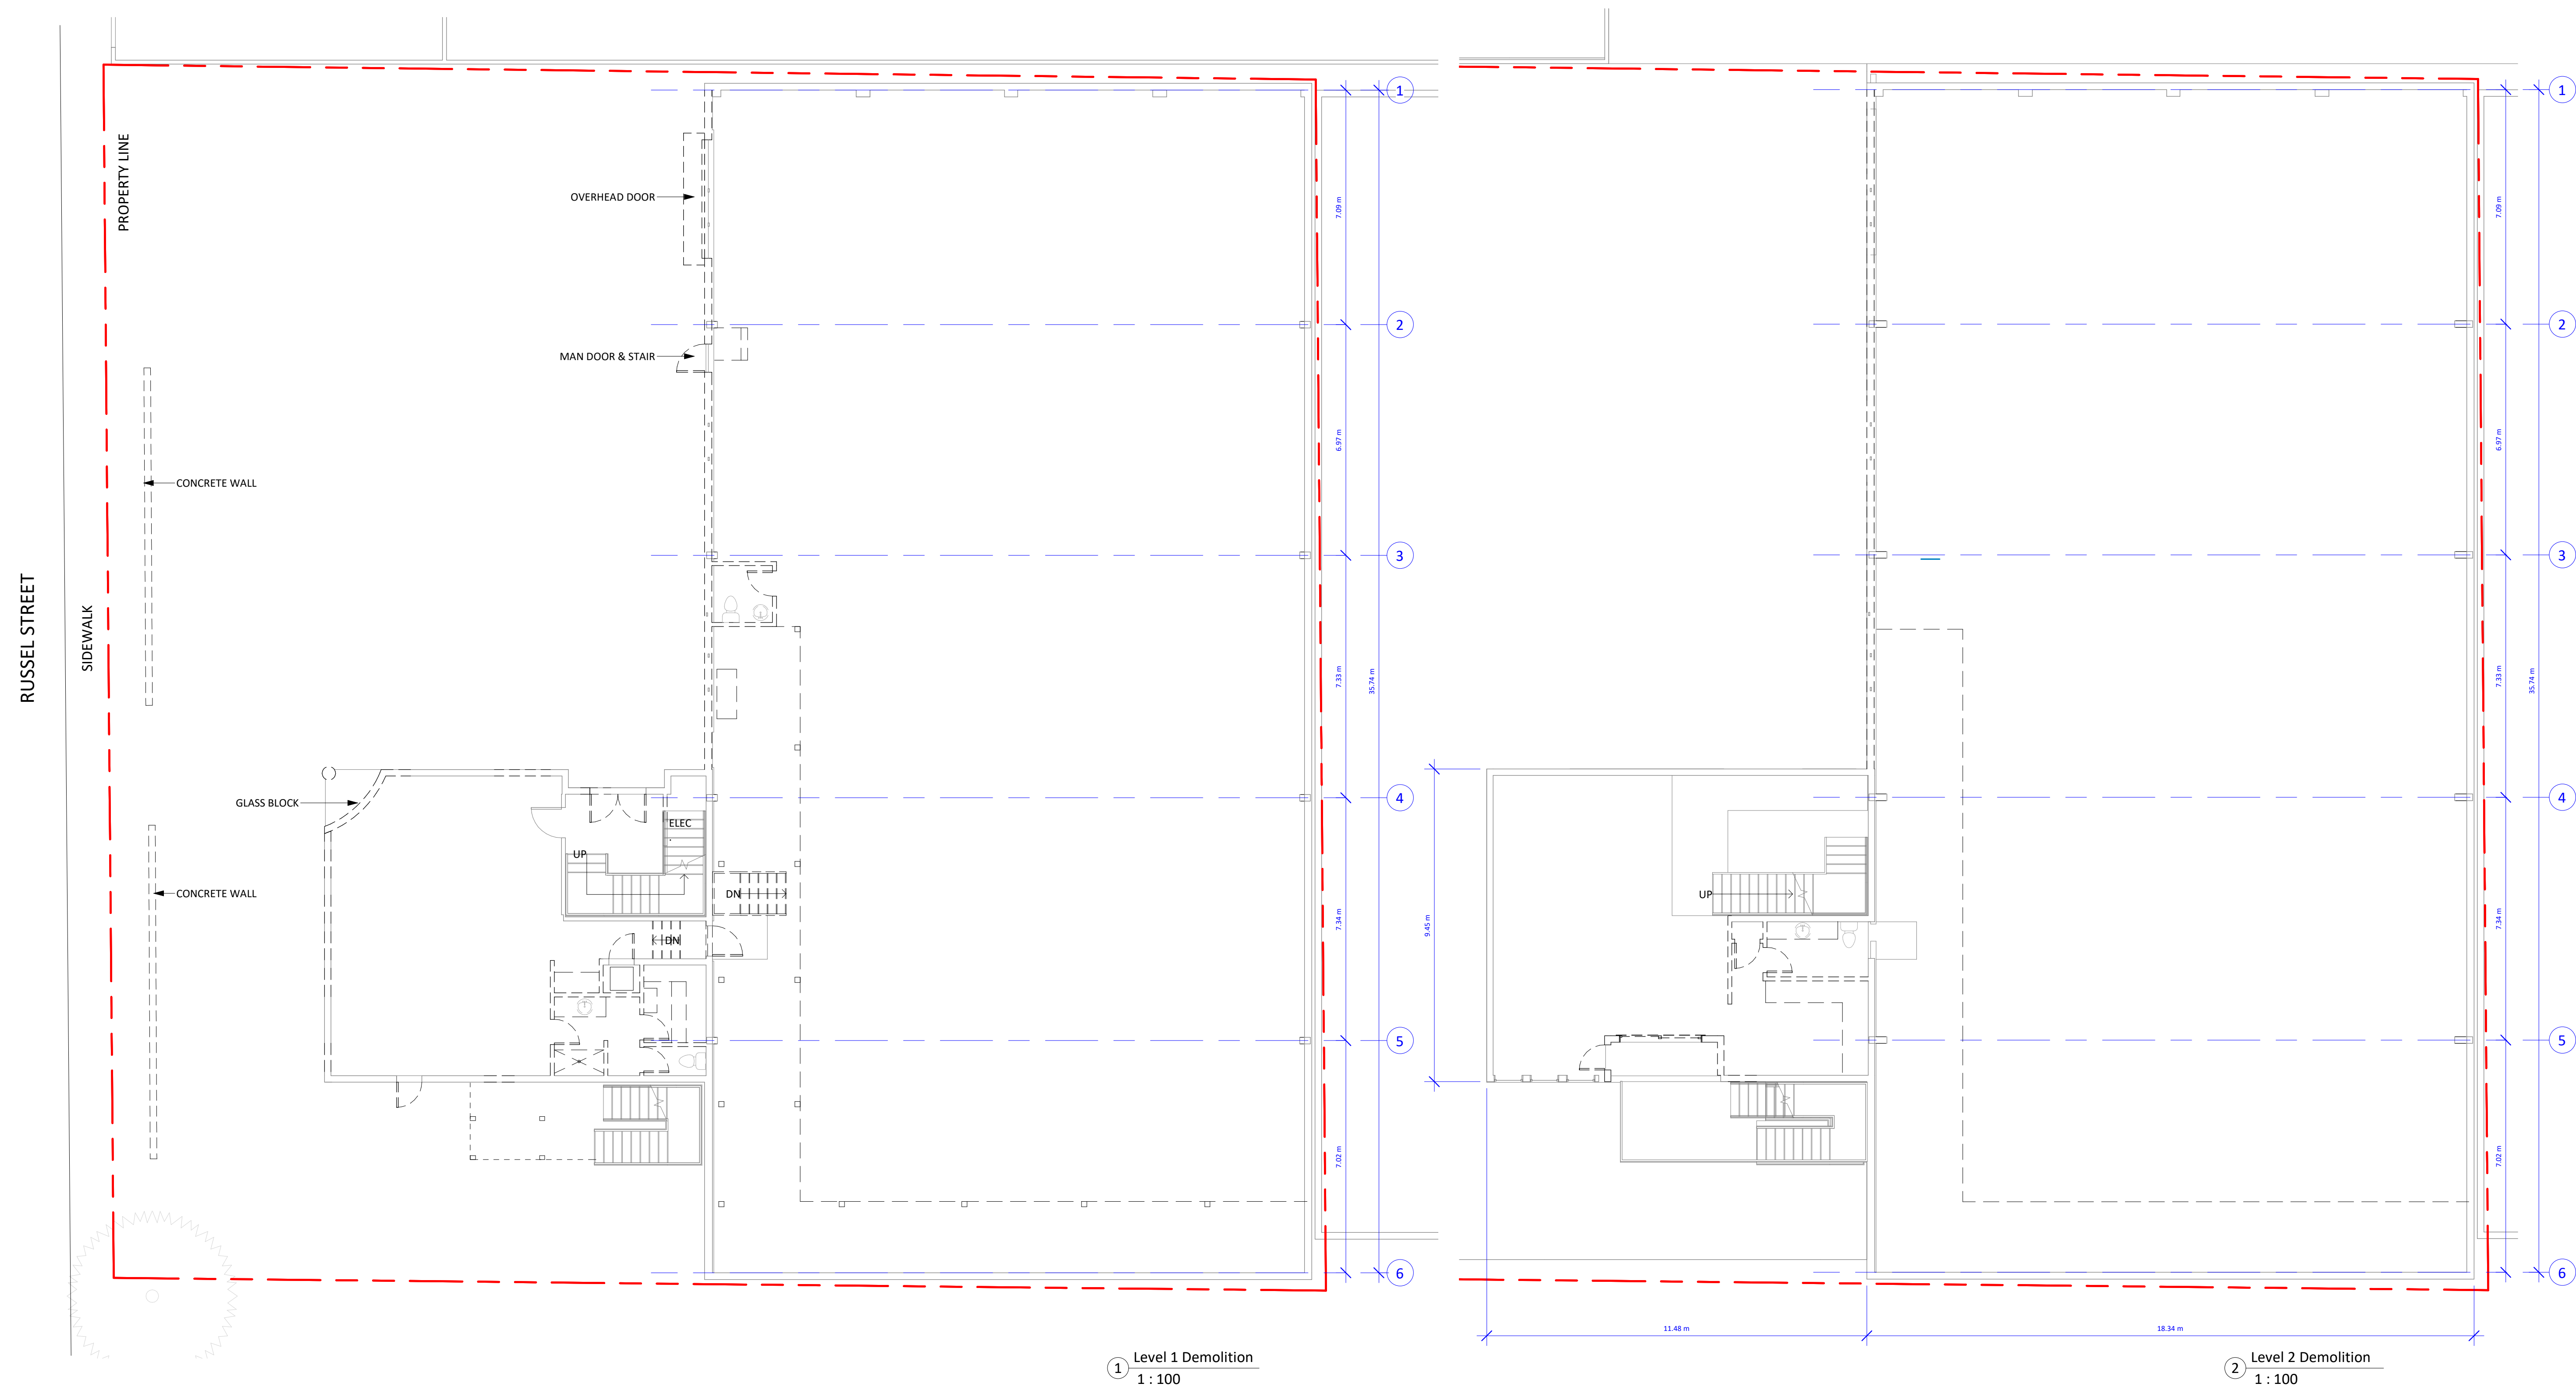 RUSSEL STREET
SIDEWALK
PROPERTY LINE
OVERHEAD DOOR
MAN DOOR & STAIR
CONCRETE WALL
GLASS BLOCK
CONCRETE WALL
ELEC
UP
DN
DN
1
2
3
4
5
6
7.09 m
6.97 m
7.33 m
7.34 m
7.02 m
35.74 m
1 Level 1 Demolition
1 : 100
UP
9.45 m
11.48 m
18.34 m
1
2
3
4
5
6
7.09 m
6.97 m
7.33 m
7.34 m
7.02 m
35.74 m
2 Level 2 Demolition
1 : 100